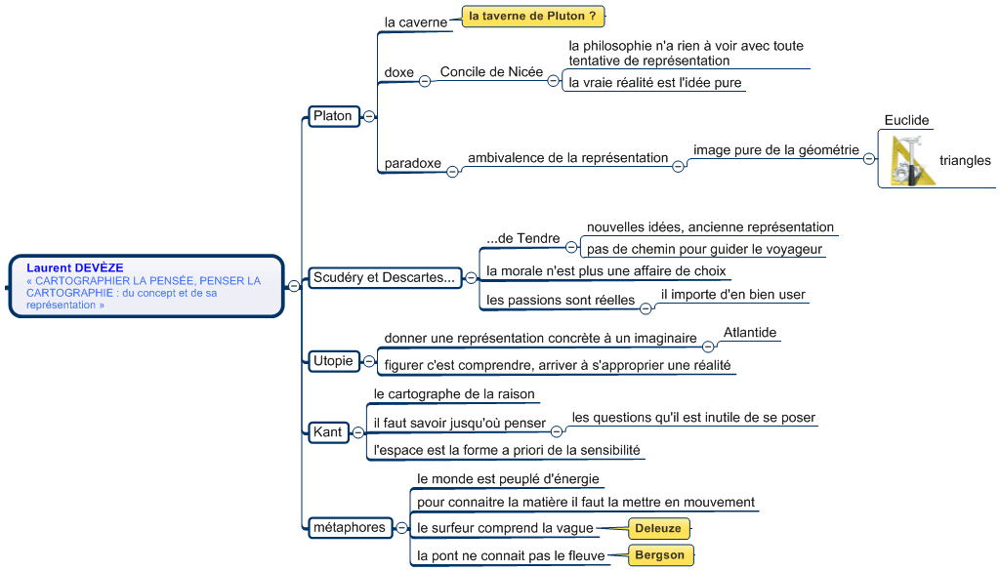 Laurent DEVÈZE
« CARTOGRAPHIER LA PENSÉE, PENSER LA
CARTOGRAPHIE : du concept et de sa
représentation »
Platon
la caverne
la taverne de Pluton ?
doxe
Concile de Nicée
la philosophie n'a rien à voir avec toute
tentative de représentation
la vraie réalité est l'idée pure
paradoxe
ambivalence de la représentation
image pure de la géométrie
Euclide
triangles
Scudéry et Descartes...
...de Tendre
nouvelles idées, ancienne représentation
pas de chemin pour guider le voyageur
la morale n'est plus une affaire de choix
les passions sont réelles
il importe d'en bien user
Utopie
donner une représentation concrète à un imaginaire
Atlantide
figurer c'est comprendre, arriver à s'approprier une réalité
Kant
le cartographe de la raison
il faut savoir jusqu'où penser
les questions qu'il est inutile de se poser
l'espace est la forme a priori de la sensibilité
métaphores
le monde est peuplé d'énergie
pour connaitre la matière il faut la mettre en mouvement
le surfeur comprend la vague
Deleuze
la pont ne connait pas le fleuve
Bergson